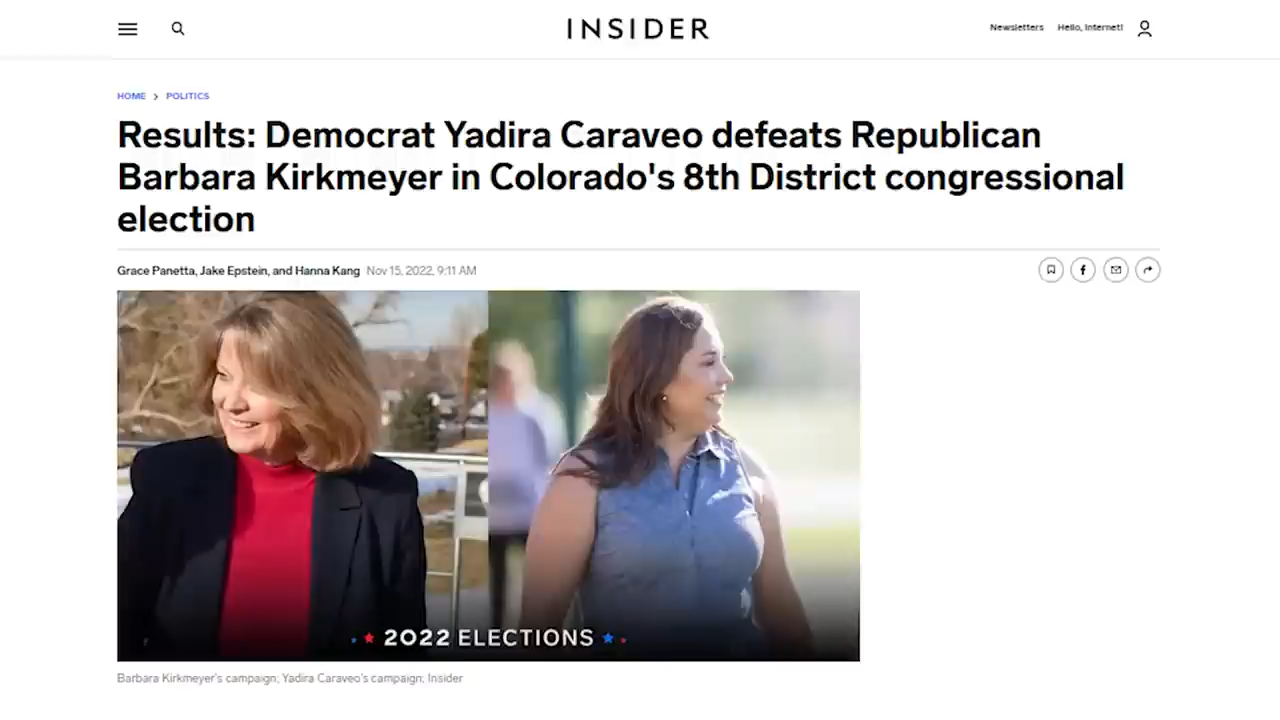 INSIDER
Newsletters Hello, Internet!
HOME > POLITICS
Results: Democrat Yadira Caraveo defeats Republican
Barbara Kirkmeyer in Colorado's 8th District congressional
election
Grace Panetta, Jake Epstein, and Hanna Kang Nov 15, 2022, 9:11 AM
2022 ELECTIONS
Barbara Kirkmeyer's campaign; Yadira Caraveo's campaign; Insider